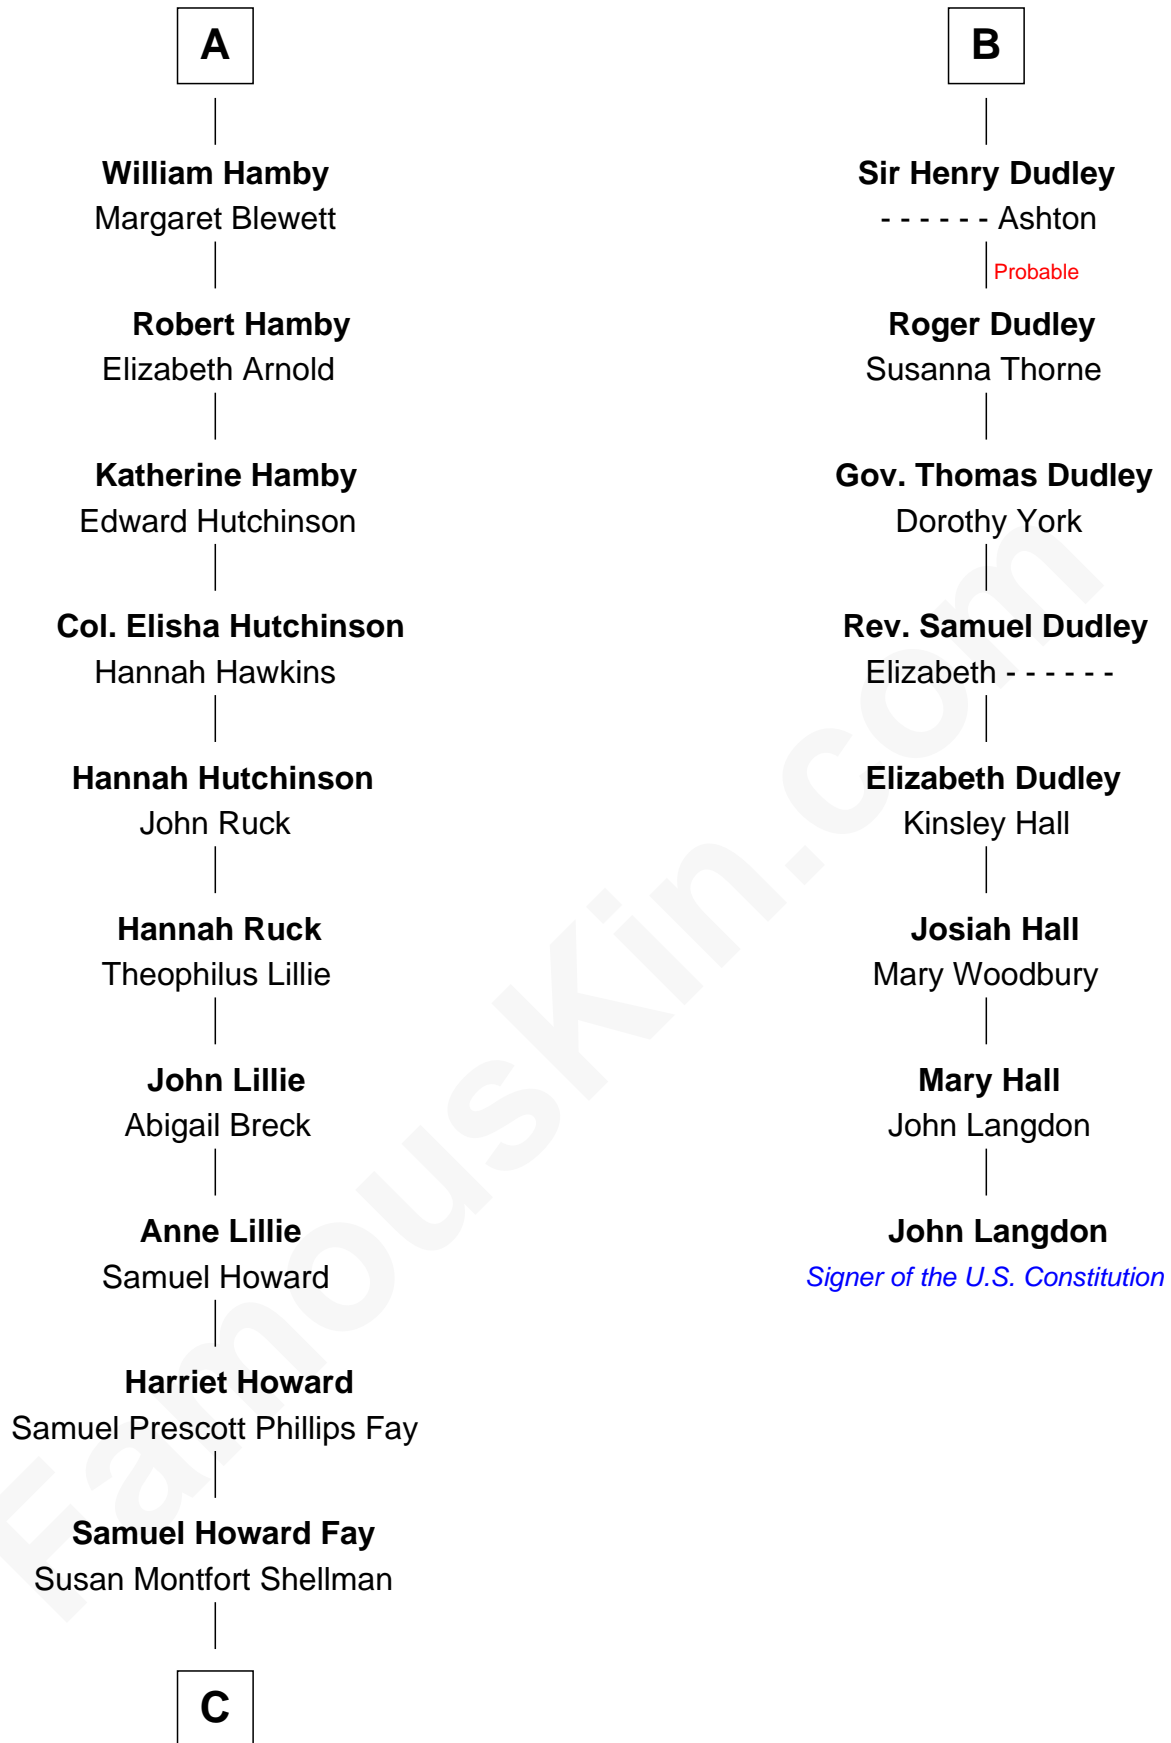 A
William Hamby
Margaret Blewett
Robert Hamby
Elizabeth Arnold
Katherine Hamby
Edward Hutchinson
Col. Elisha Hutchinson
Hannah Hawkins
Hannah Hutchinson
John Ruck
Hannah Ruck
Theophilus Lillie
John Lillie
Abigail Breck
Anne Lillie
Samuel Howard
Harriet Howard
Samuel Prescott Phillips Fay
Samuel Howard Fay
Susan Montfort Shellman
C
B
Sir Henry Dudley
- - - - - - Ashton
Probable
Roger Dudley
Susanna Thorne
Gov. Thomas Dudley
Dorothy York
Rev. Samuel Dudley
Elizabeth - - - - - -
Elizabeth Dudley
Kinsley Hall
Josiah Hall
Mary Woodbury
Mary Hall
John Langdon
John Langdon
Signer of the U.S. Constitution
FamousKin.com